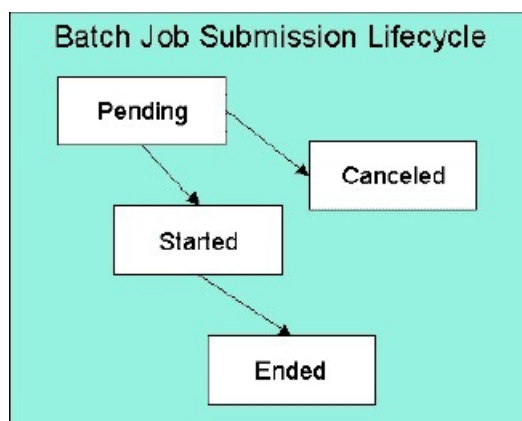 Batch Job Submission Lifecycle
Pending
Canceled
Started
Ended